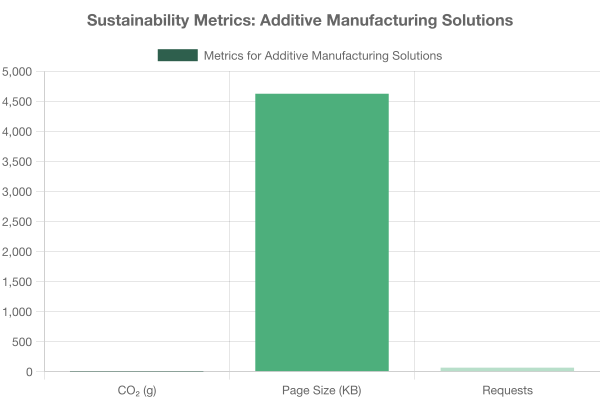 Sustainability Metrics: Additive Manufacturing Solutions
Metrics for Additive Manufacturing Solutions
5,000
4,500
4,000
3,500
3,000
2,500
2,000
1,500
1,000
500
0
CO₂ (g)
Page Size (KB)
Requests